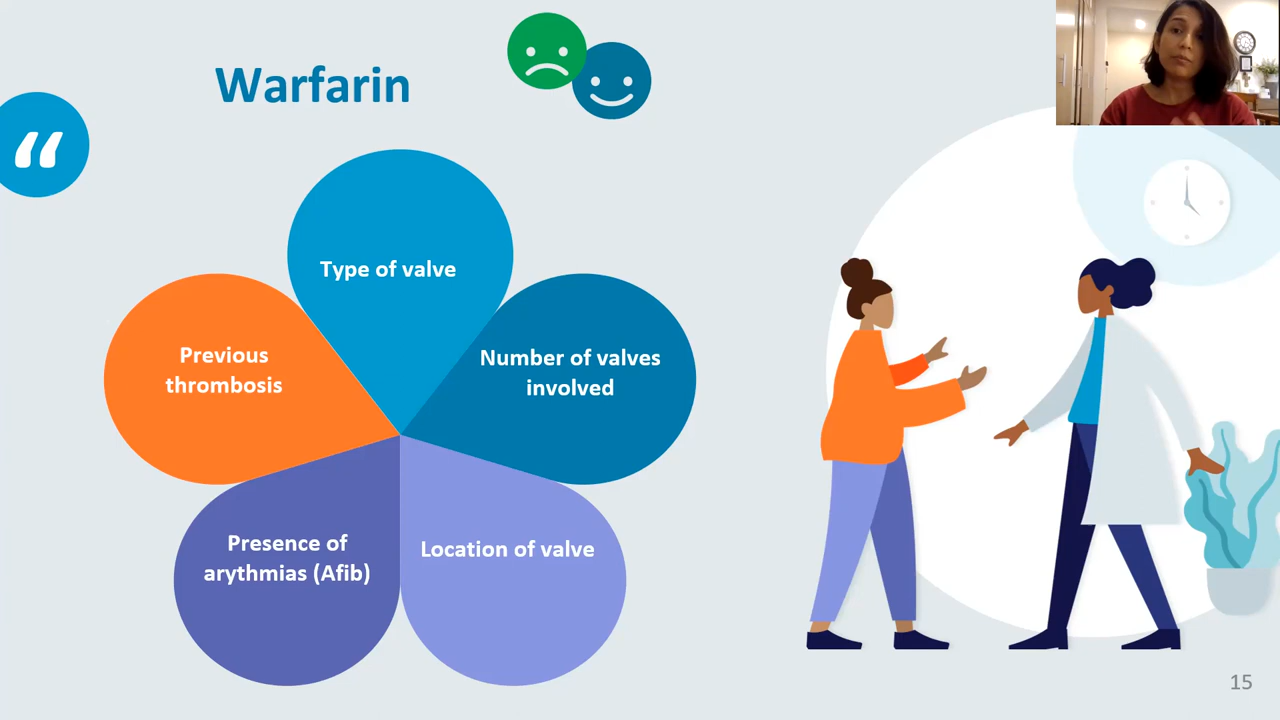 Warfarin
“
Type of valve
Previous
thrombosis
Number of valves
involved
Presence of
arythmias (Afib)
Location of valve
15